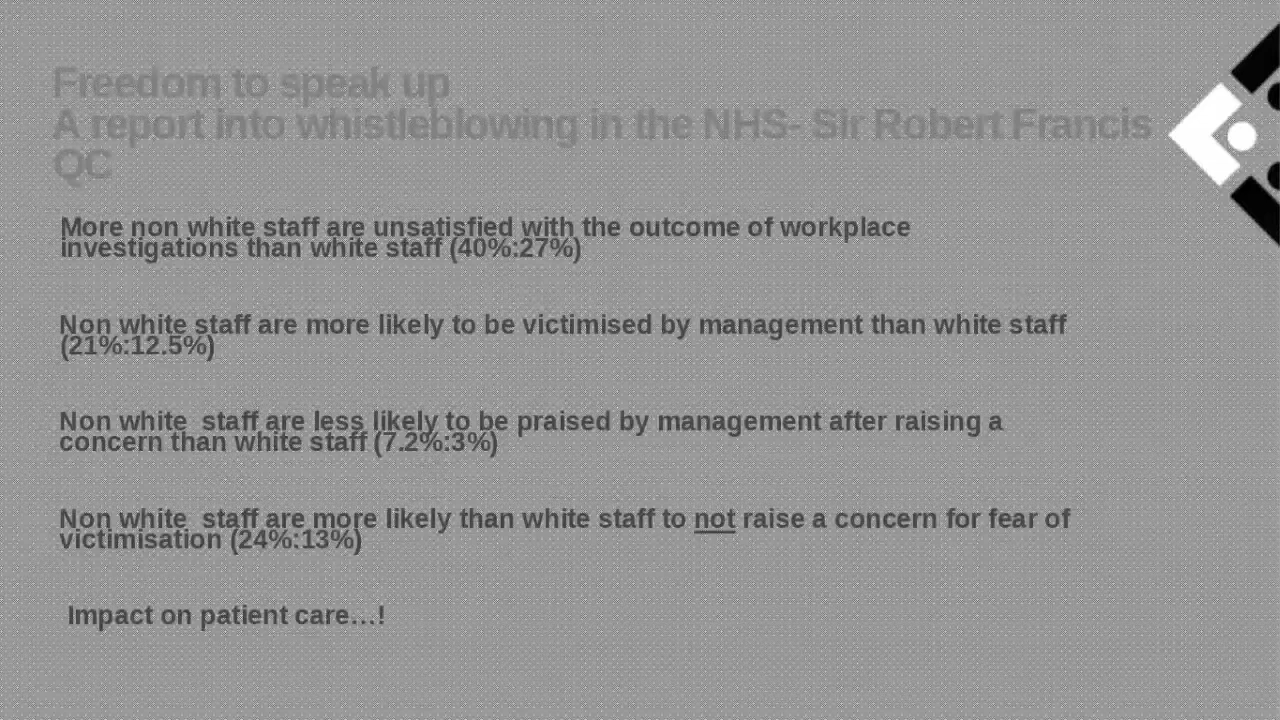 Freedom to speak up
A report into whistleblowing in the NHS- Sir Robert Francis
QC
More non white staff are unsatisfied with the outcome of workplace
investigations than white staff (40%:27%)
Non white staff are more likely to be victimised by management than white staff
(21%:12.5%)
Non white  staff are less likely to be praised by management after raising a
concern than white staff (7.2%:3%)
Non white  staff are more likely than white staff to not raise a concern for fear of
victimisation (24%:13%)
Impact on patient care…!